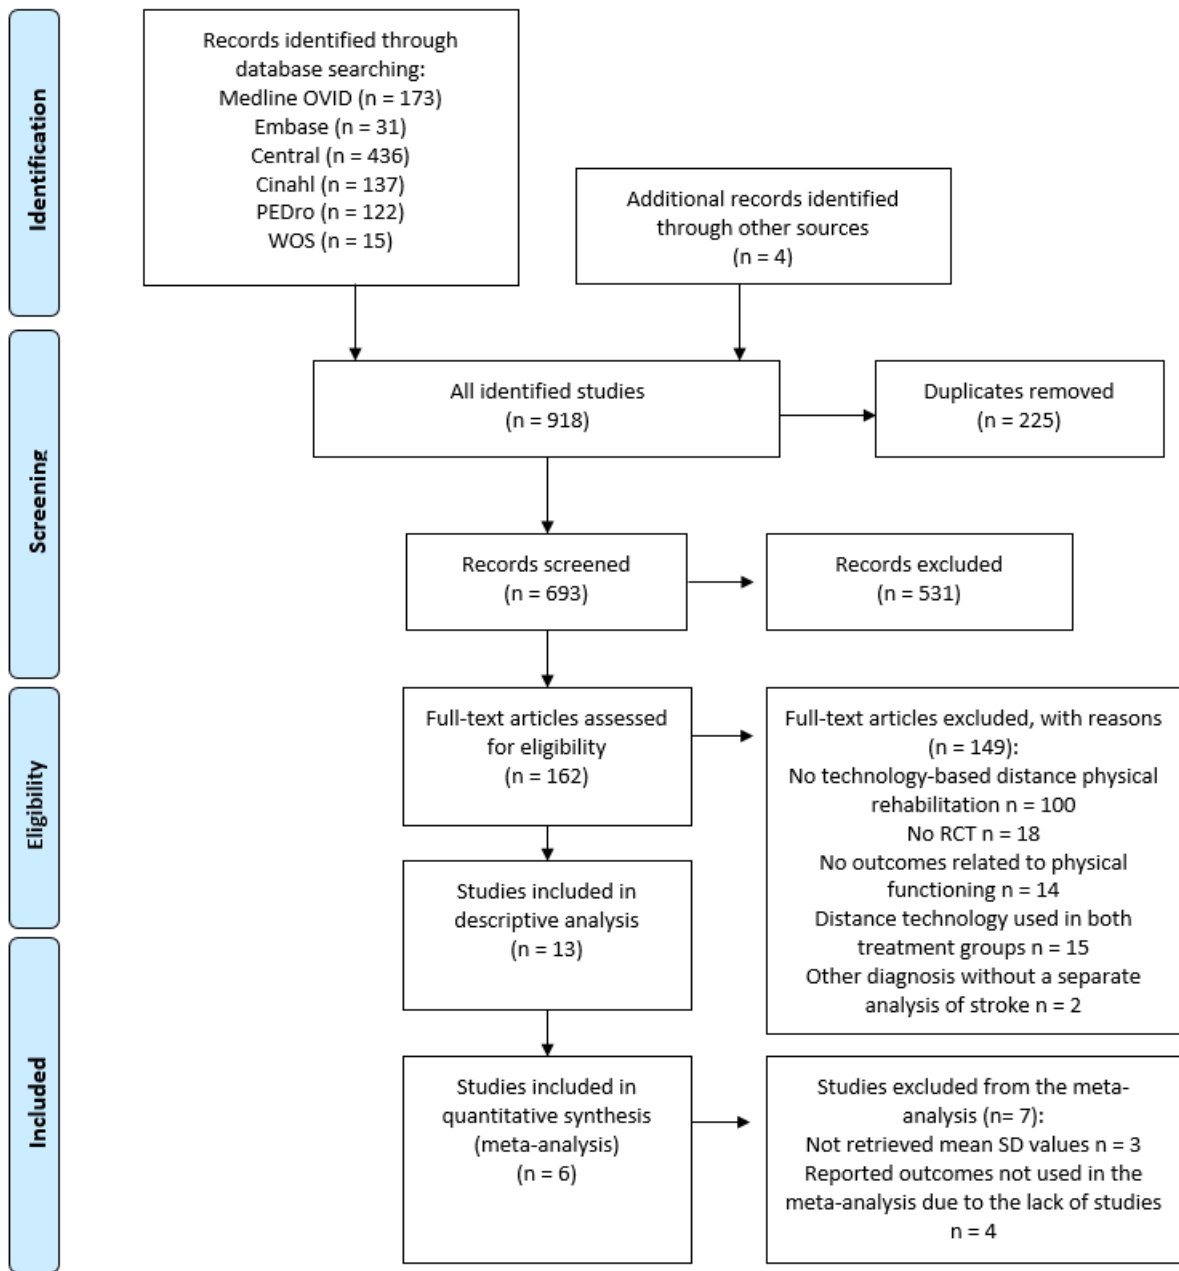 Identification
Records identified through
database searching:
Medline OVID (n = 173)
Embase (n = 31)
Central (n = 436)
Cinahl (n = 137)
PEDro (n = 122)
WOS (n = 15)
Additional records identified
through other sources
(n = 4)
Screening
All identified studies
(n = 918)
Duplicates removed
(n = 225)
Records screened
(n = 693)
Records excluded
(n = 531)
Eligibility
Full-text articles assessed
for eligibility
(n = 162)
Full-text articles excluded, with reasons
(n = 149):
No technology-based distance physical
rehabilitation n = 100
No RCT n = 18
No outcomes related to physical
functioning n = 14
Distance technology used in both
treatment groups n = 15
Other diagnosis without a separate
analysis of stroke n = 2
Studies included in
descriptive analysis
(n = 13)
Included
Studies included in
quantitative synthesis
(meta-analysis)
(n = 6)
Studies excluded from the meta-
analysis (n= 7):
Not retrieved mean SD values n = 3
Reported outcomes not used in the
meta-analysis due to the lack of studies
n = 4